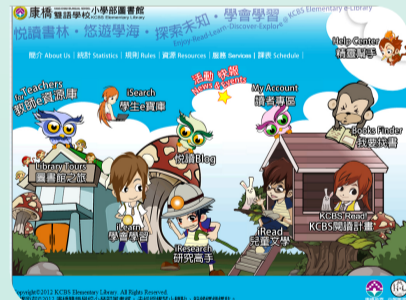 康橋 雙語學校 小學部圖書館
KCBS Elementary Library
悅讀書林・悠遊學海・探索未知・學會學習
Enjoy Read‧Learn‧Discover‧Explore @ KCBS Elementary e-Library
簡介 About Us | 統計 Statistics | 規則 Rules | 資源 Resources | 服務 Services | 課表 Schedule |
Help Center
精靈幫手
活動 快報
News & Events
for Teachers
教師e資源庫
iSearch
學生e寶庫
My Account
讀者專區
Books Finder
我要找書
悅讀Blog
Library Tours
圖書館之旅
KCBS Read!
KCBS閱讀計畫
iLearn
學會學習
iRead
兒童文學
iResearch
研究高手
Copyright©2012 KCBS Elementary Library All Rights Reserved.